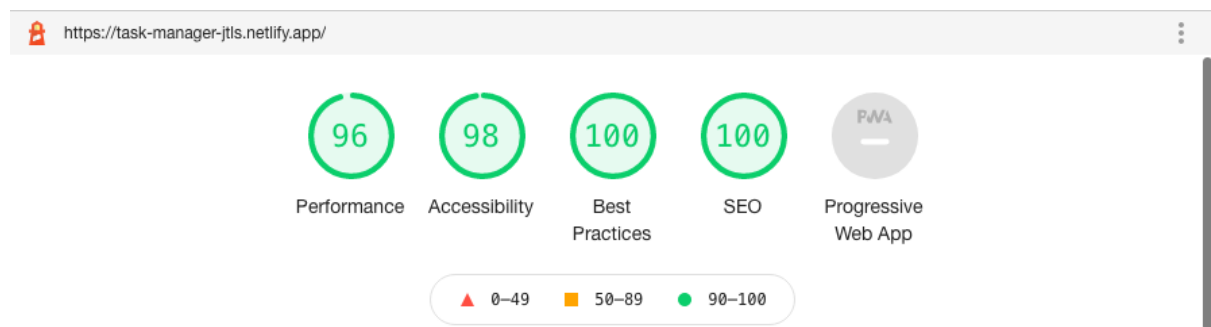 https://task-manager-jtls.netlify.app/
96 98 100 100 PWA
Performance Accessibility Best Practices SEO Progressive Web App
0–49 50–89 90–100